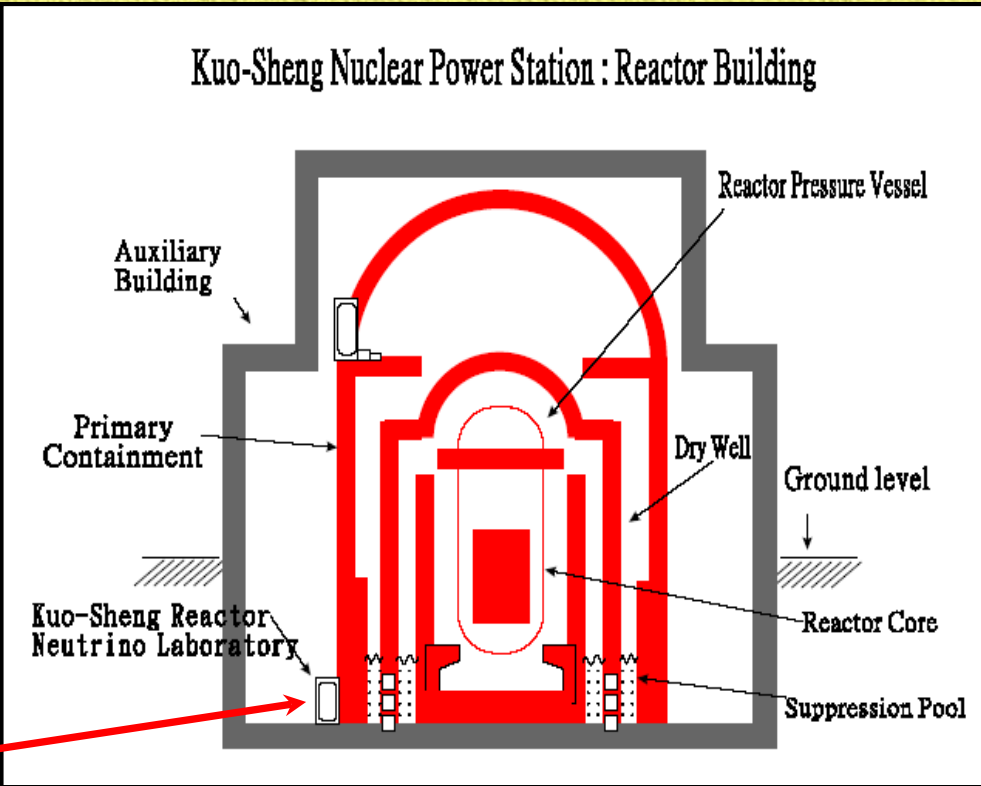 Kuo-Sheng Nuclear Power Station : Reactor Building
Reactor Pressure Vessel
Auxiliary
Building
Primary
Containment
Dry Well
Ground level
Kuo-Sheng Reactor
Neutrino Laboratory
Reactor Core
Suppression Pool